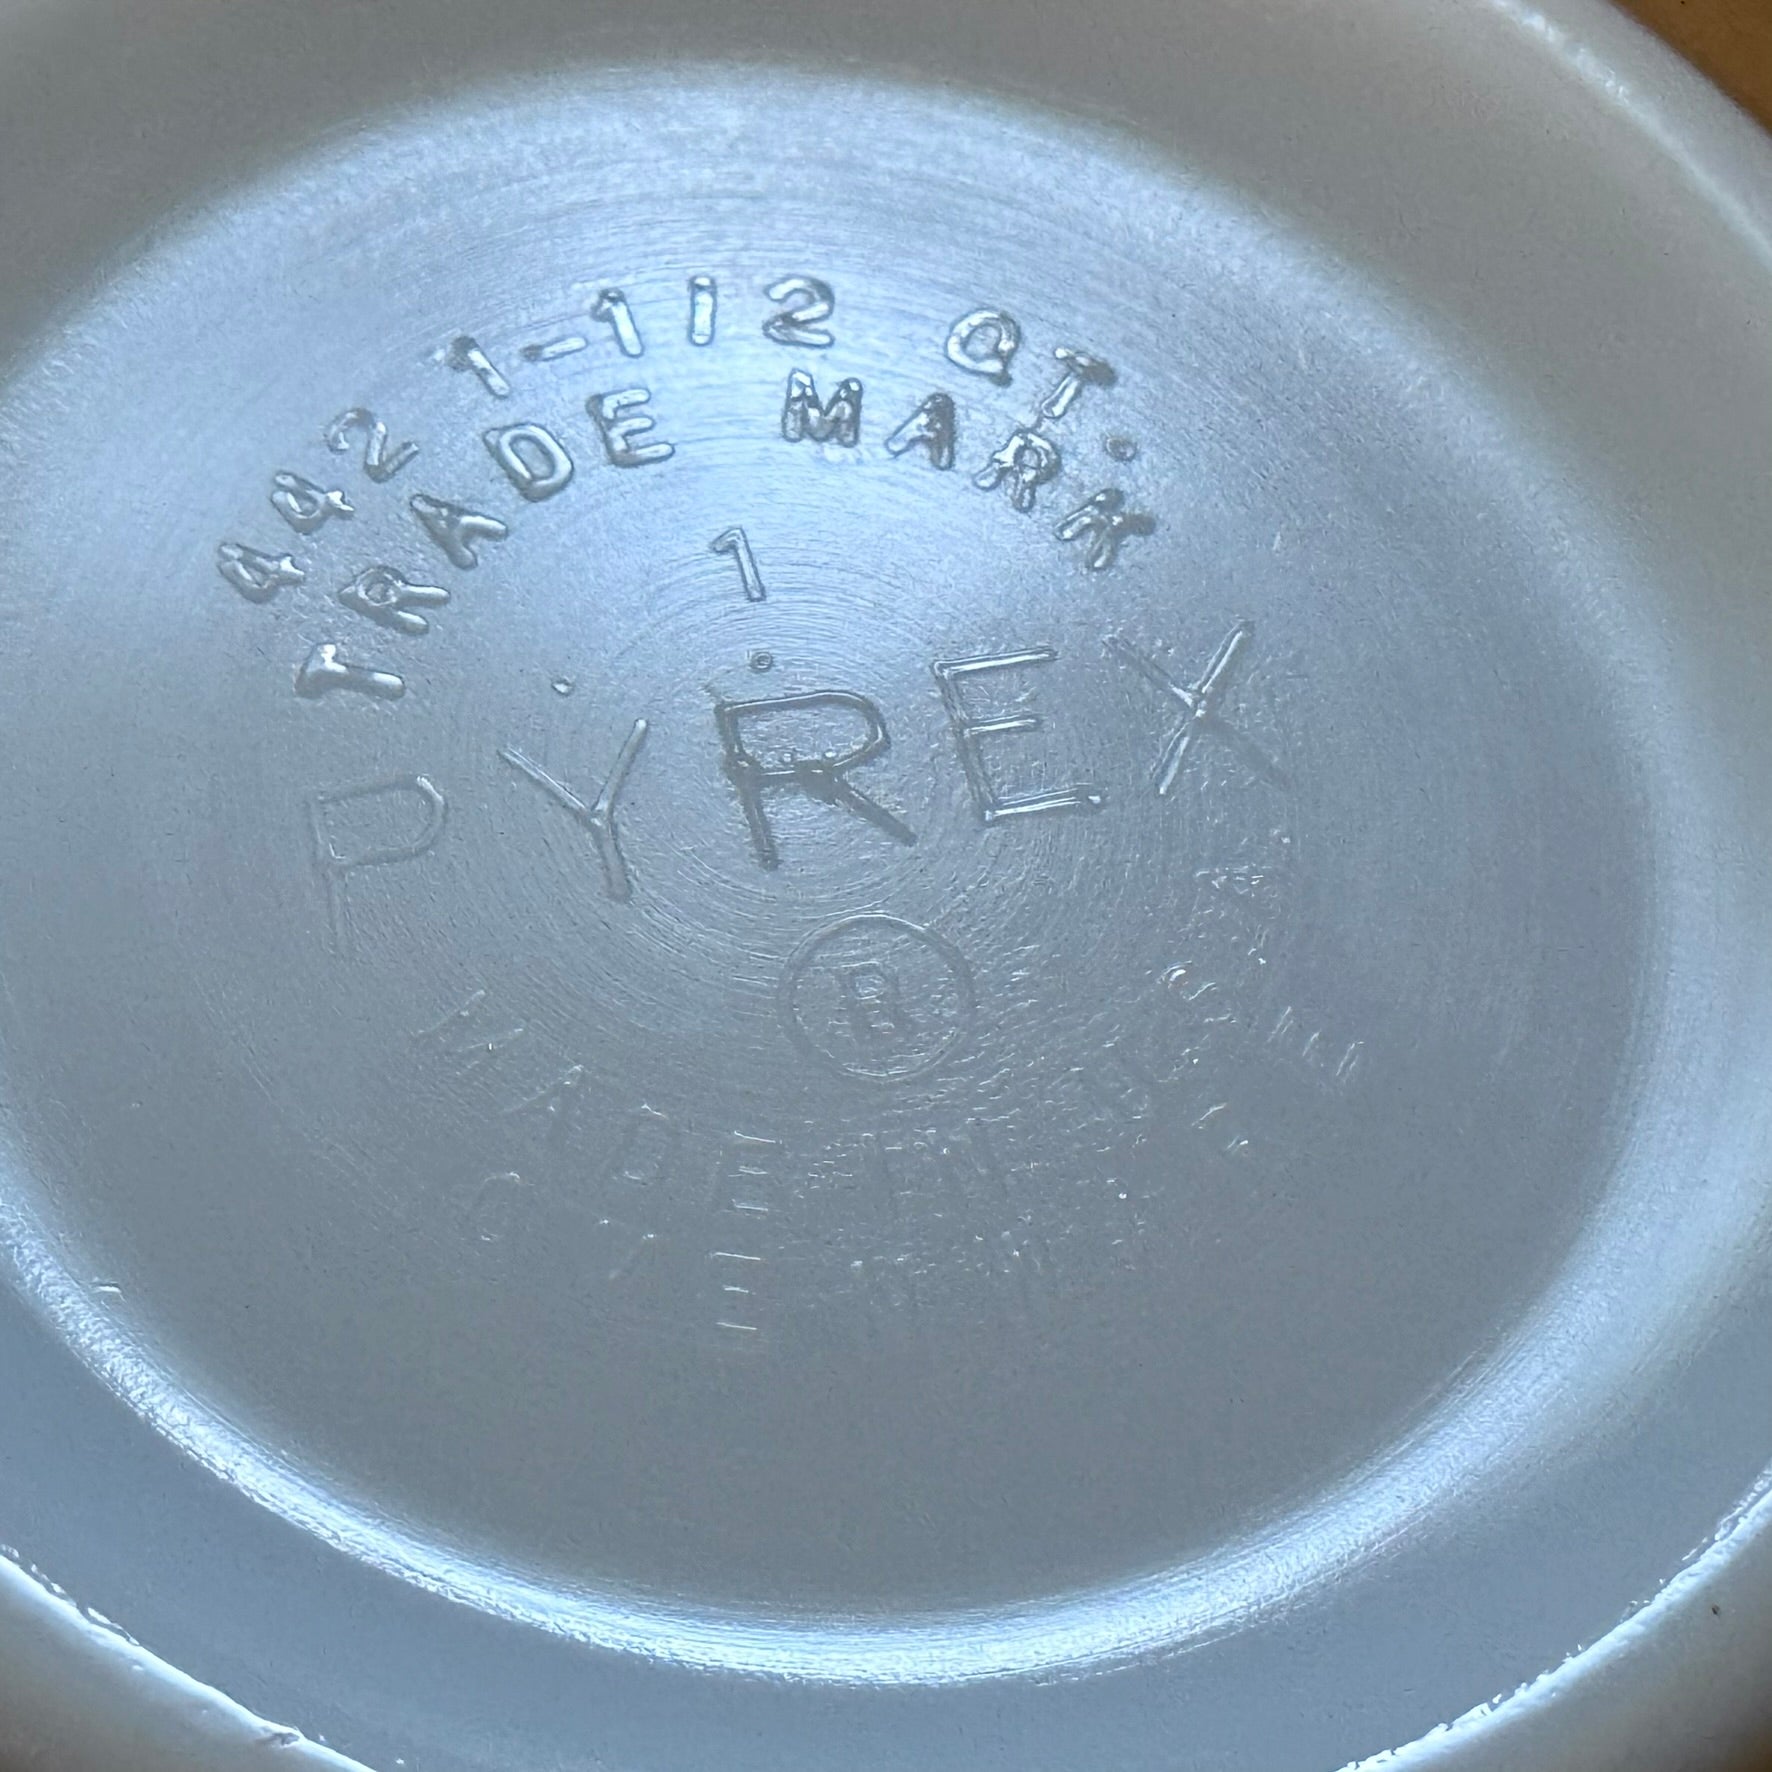 442 1-1/2 QT.
TRADE MARK
1
PYREX
®
MADE IN